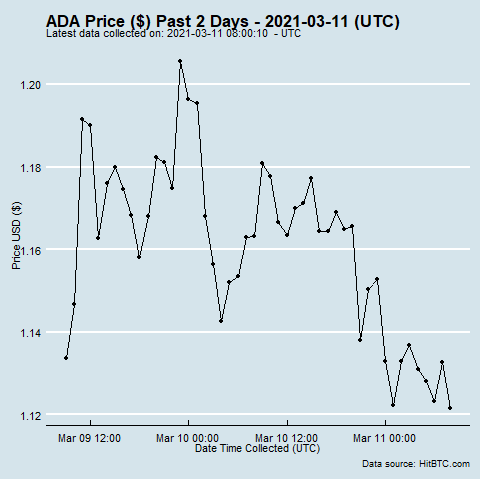 ADA Price ($) Past 2 Days - 2021-03-11 (UTC)
Latest data collected on: 2021-03-11 08:00:10 - UTC
Price USD ($)
1.20
1.18
1.16
1.14
1.12
Mar 09 12:00 Mar 10 00:00 Mar 10 12:00 Mar 11 00:00
Date Time Collected (UTC)
Data source: HitBTC.com